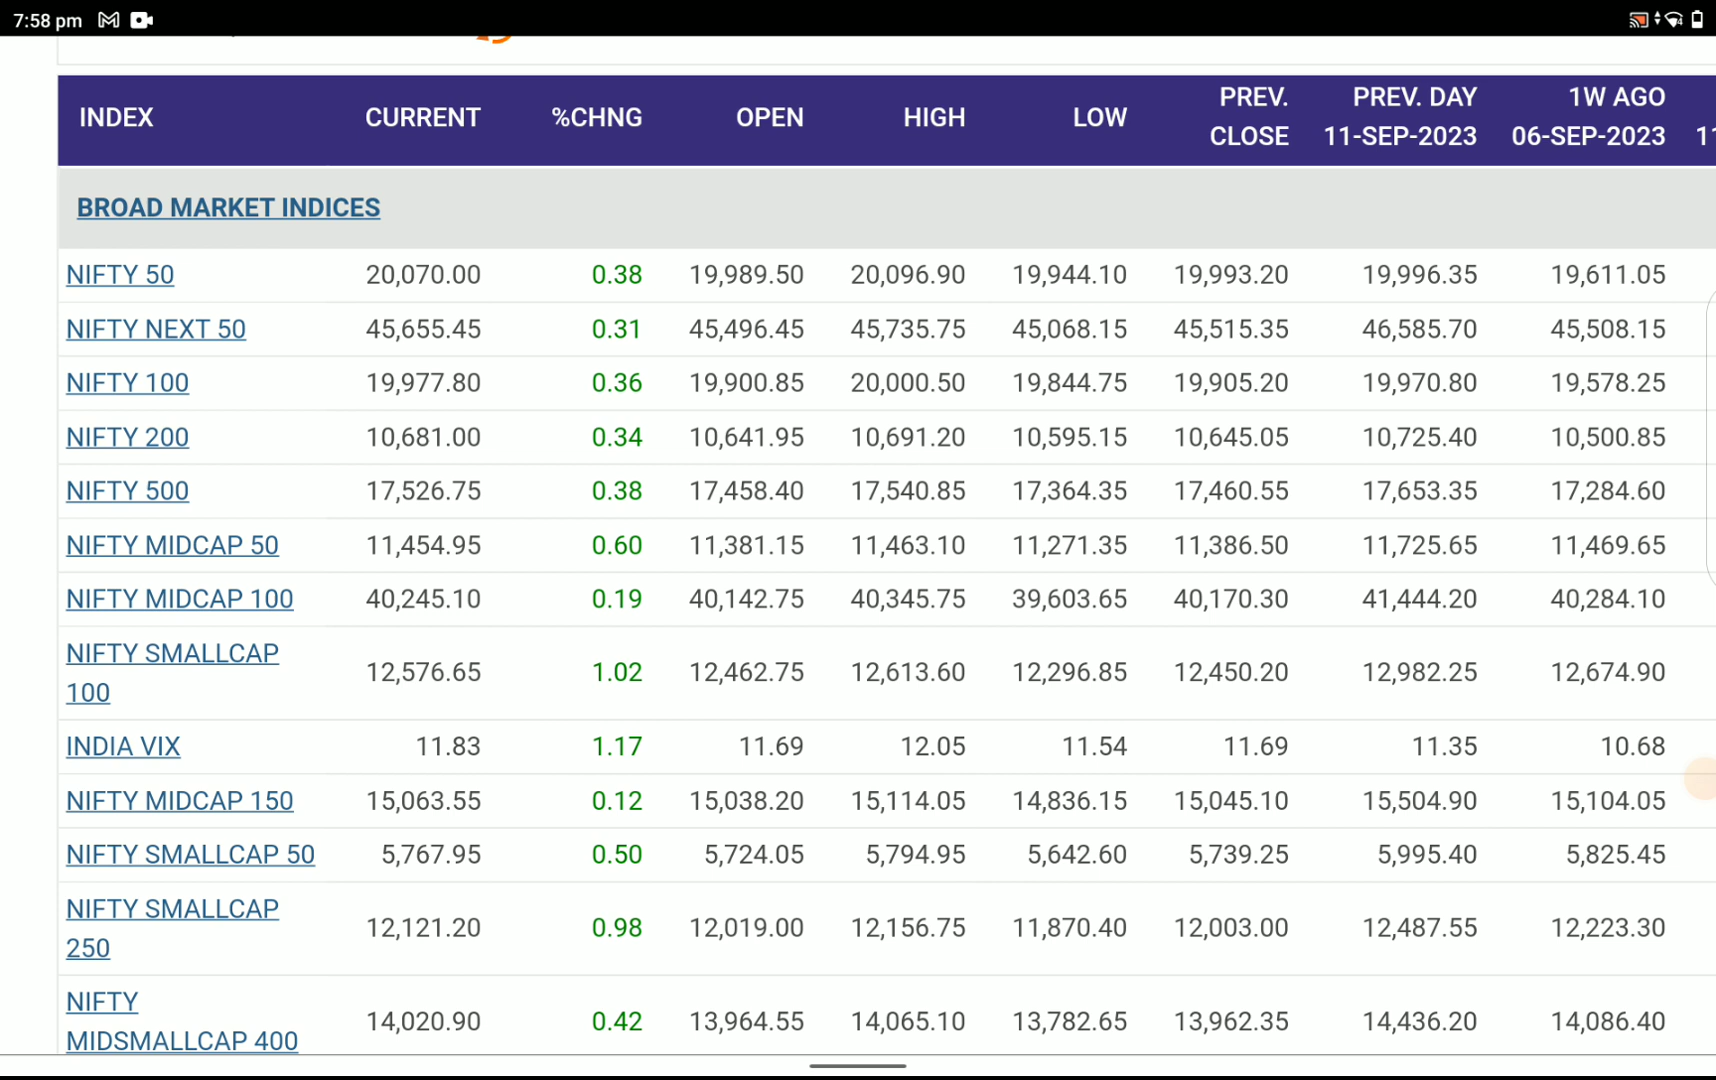 7:58 pm
INDEX CURRENT %CHNG OPEN HIGH LOW PREV. CLOSE PREV. DAY 11-SEP-2023 1W AGO 06-SEP-2023 11
BROAD MARKET INDICES
NIFTY 50 20,070.00 0.38 19,989.50 20,096.90 19,944.10 19,993.20 19,996.35 19,611.05
NIFTY NEXT 50 45,655.45 0.31 45,496.45 45,735.75 45,068.15 45,515.35 46,585.70 45,508.15
NIFTY 100 19,977.80 0.36 19,900.85 20,000.50 19,844.75 19,905.20 19,970.80 19,578.25
NIFTY 200 10,681.00 0.34 10,641.95 10,691.20 10,595.15 10,645.05 10,725.40 10,500.85
NIFTY 500 17,526.75 0.38 17,458.40 17,540.85 17,364.35 17,460.55 17,653.35 17,284.60
NIFTY MIDCAP 50 11,454.95 0.60 11,381.15 11,463.10 11,271.35 11,386.50 11,725.65 11,469.65
NIFTY MIDCAP 100 40,245.10 0.19 40,142.75 40,345.75 39,603.65 40,170.30 41,444.20 40,284.10
NIFTY SMALLCAP 100 12,576.65 1.02 12,462.75 12,613.60 12,296.85 12,450.20 12,982.25 12,674.90
INDIA VIX 11.83 1.17 11.69 12.05 11.54 11.69 11.35 10.68
NIFTY MIDCAP 150 15,063.55 0.12 15,038.20 15,114.05 14,836.15 15,045.10 15,504.90 15,104.05
NIFTY SMALLCAP 50 5,767.95 0.50 5,724.05 5,794.95 5,642.60 5,739.25 5,995.40 5,825.45
NIFTY SMALLCAP 250 12,121.20 0.98 12,019.00 12,156.75 11,870.40 12,003.00 12,487.55 12,223.30
NIFTY MIDSMALLCAP 400 14,020.90 0.42 13,964.55 14,065.10 13,782.65 13,962.35 14,436.20 14,086.40